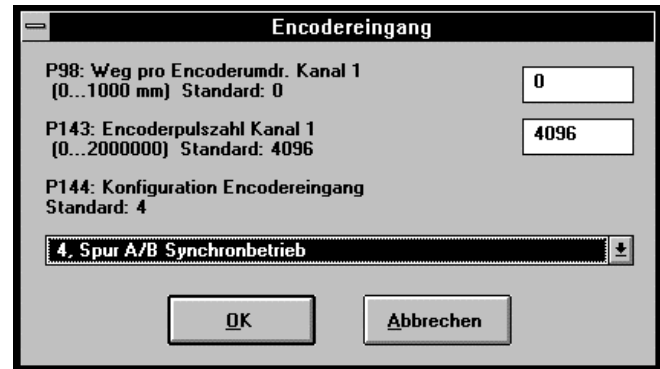 Encodereingang
P98: Weg pro Encoderumdr. Kanal 1
(0...1000 mm) Standard: 0
0
P143: Encoderpulszahl Kanal 1
(0...2000000) Standard: 4096
4096
P144: Konfiguration Encodereingang
Standard: 4
4, Spur A/B Synchronbetrieb
OK
Abbrechen